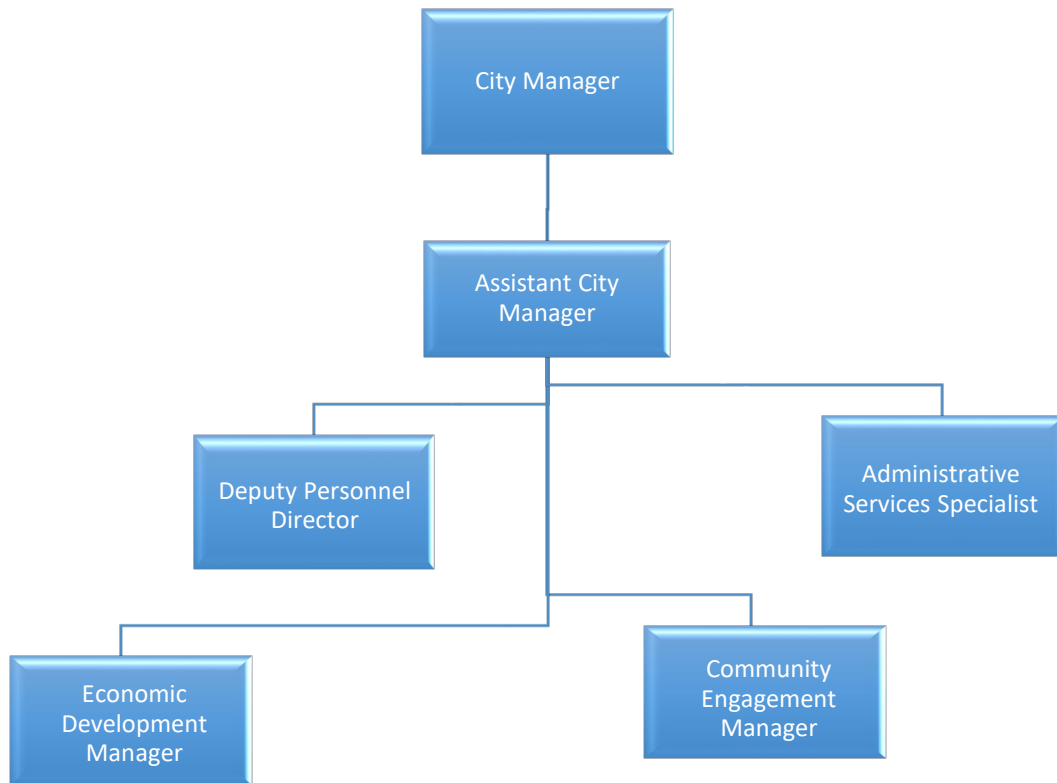 City Manager
Assistant City
Manager
Deputy Personnel
Director
Administrative
Services Specialist
Economic
Development
Manager
Community
Engagement
Manager